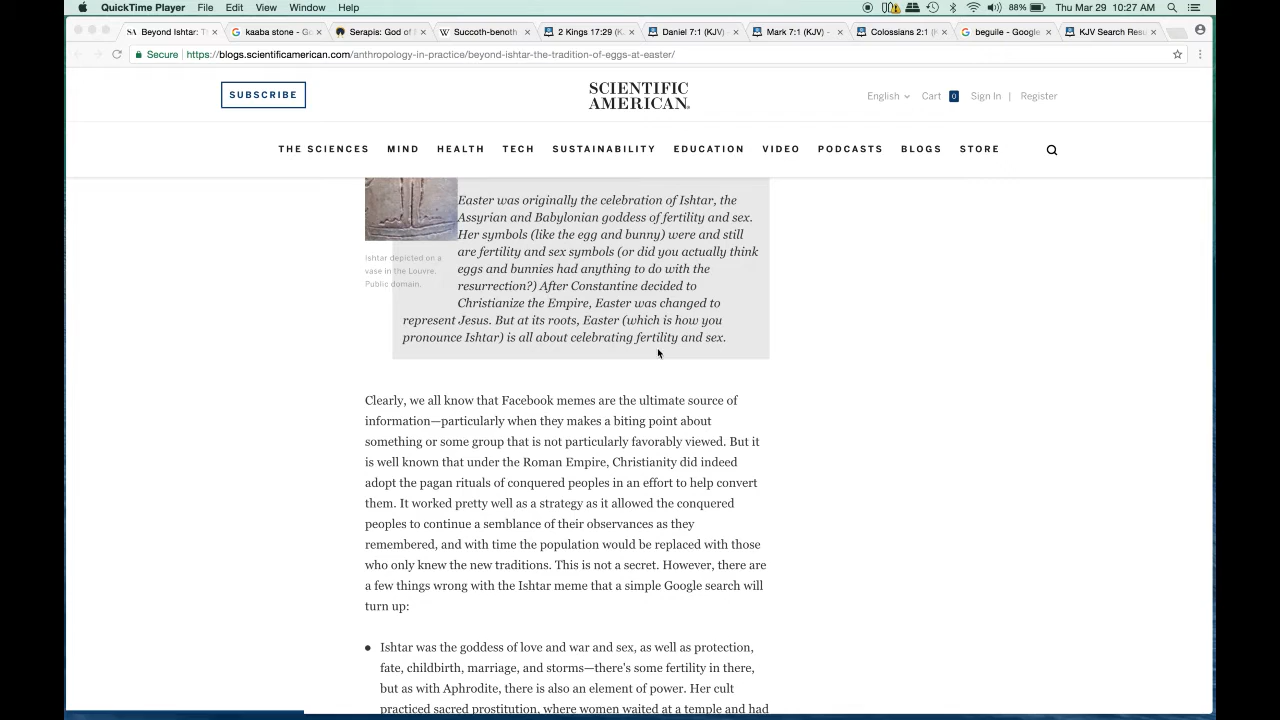 QuickTime Player File Edit View Window Help 88% Thu Mar 29 10:27 AM
Beyond Ishtar: T
kaaba stone - G
Serapis: God of
Succoth-benoth
2 Kings 17:29 (K
Daniel 7:1 (KJV)
Mark 7:1 (KJV) -
Colossians 2:1 (
beguile - Google
KJV Search Res
Secure https://blogs.scientificamerican.com/anthropology-in-practice/beyond-ishtar-the-tradition-of-eggs-at-easter/
SUBSCRIBE
SCIENTIFIC
AMERICAN
English Cart 0 Sign In | Register
THE SCIENCES MIND HEALTH TECH SUSTAINABILITY EDUCATION VIDEO PODCASTS BLOGS STORE
Easter was originally the celebration of Ishtar, the
Assyrian and Babylonian goddess of fertility and sex.
Her symbols (like the egg and bunny) were and still
are fertility and sex symbols (or did you actually think
eggs and bunnies had anything to do with the
resurrection?) After Constantine decided to
Christianize the Empire, Easter was changed to
represent Jesus. But at its roots, Easter (which is how you
pronounce Ishtar) is all about celebrating fertility and sex.
Ishtar depicted on a
vase in the Louvre.
Public domain.
Clearly, we all know that Facebook memes are the ultimate source of
information—particularly when they makes a biting point about
something or some group that is not particularly favorably viewed. But it
is well known that under the Roman Empire, Christianity did indeed
adopt the pagan rituals of conquered peoples in an effort to help convert
them. It worked pretty well as a strategy as it allowed the conquered
peoples to continue a semblance of their observances as they
remembered, and with time the population would be replaced with those
who only knew the new traditions. This is not a secret. However, there are
a few things wrong with the Ishtar meme that a simple Google search will
turn up:
Ishtar was the goddess of love and war and sex, as well as protection,
fate, childbirth, marriage, and storms—there's some fertility in there,
but as with Aphrodite, there is also an element of power. Her cult
practiced sacred prostitution, where women waited at a temple and had